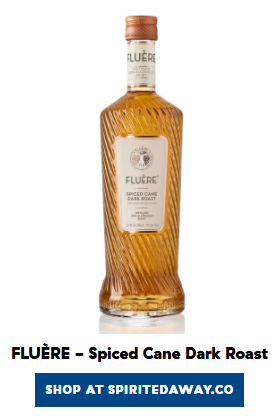 FLUÈRE
SPICED CANE
DARK ROAST
FLUÈRE – Spiced Cane Dark Roast
SHOP AT SPIRITEDAWAY.CO